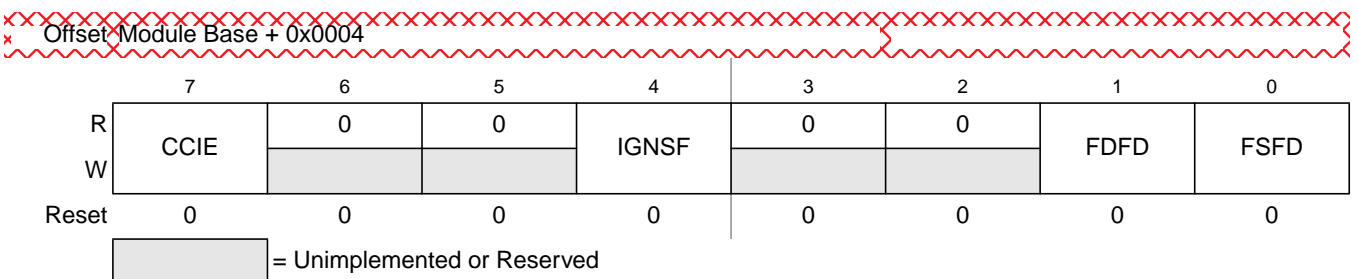 Offset Module Base + 0x0004
7 6 5 4 3 2 1 0
R CCIE 0 0 IGNSF 0 0 FDFD FSFD
W
Reset 0 0 0 0 0 0 0 0
= Unimplemented or Reserved